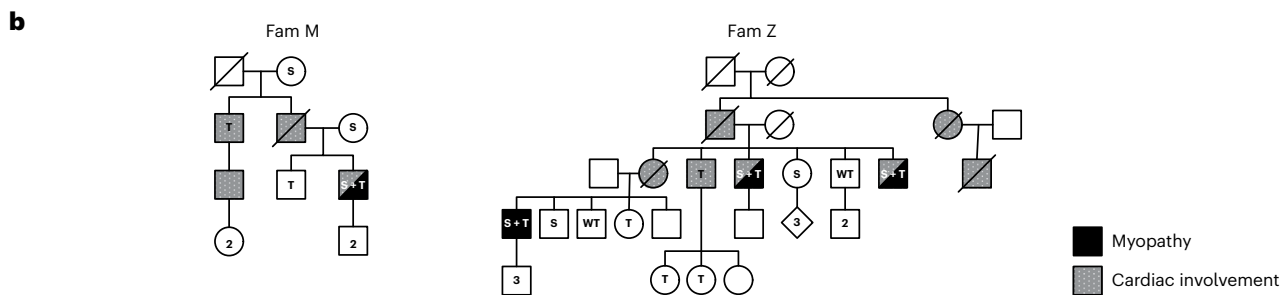 b
Fam M
Fam Z
S
T
S
T
S + T
T
S + T
S
WT
S + T
S + T
S
WT
T
3
2
2
2
3
T
T
Myopathy
Cardiac involvement